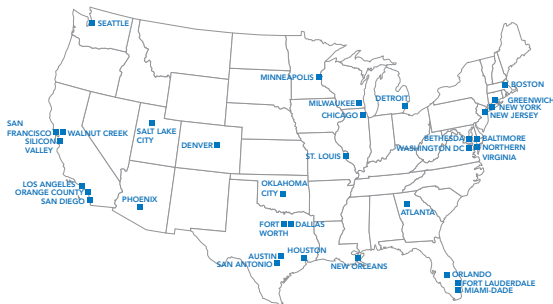 SEATTLE
MINNEAPOLIS
BOSTON
MILWAUKEE
DETROIT
GREENWICH
NEW YORK
CHICAGO
NEW JERSEY
SAN
FRANCISCO
WALNUT CREEK
SALT LAKE
CITY
SILICON
VALLEY
DENVER
BETHESDA
BALTIMORE
WASHINGTON DC
NORTHERN
VIRGINIA
ST. LOUIS
LOS ANGELES
ORANGE COUNTY
SAN DIEGO
PHOENIX
OKLAHOMA
CITY
ATLANTA
FORT
WORTH
DALLAS
AUSTIN
SAN ANTONIO
HOUSTON
NEW ORLEANS
ORLANDO
FORT LAUDERDALE
MIAMI-DADE